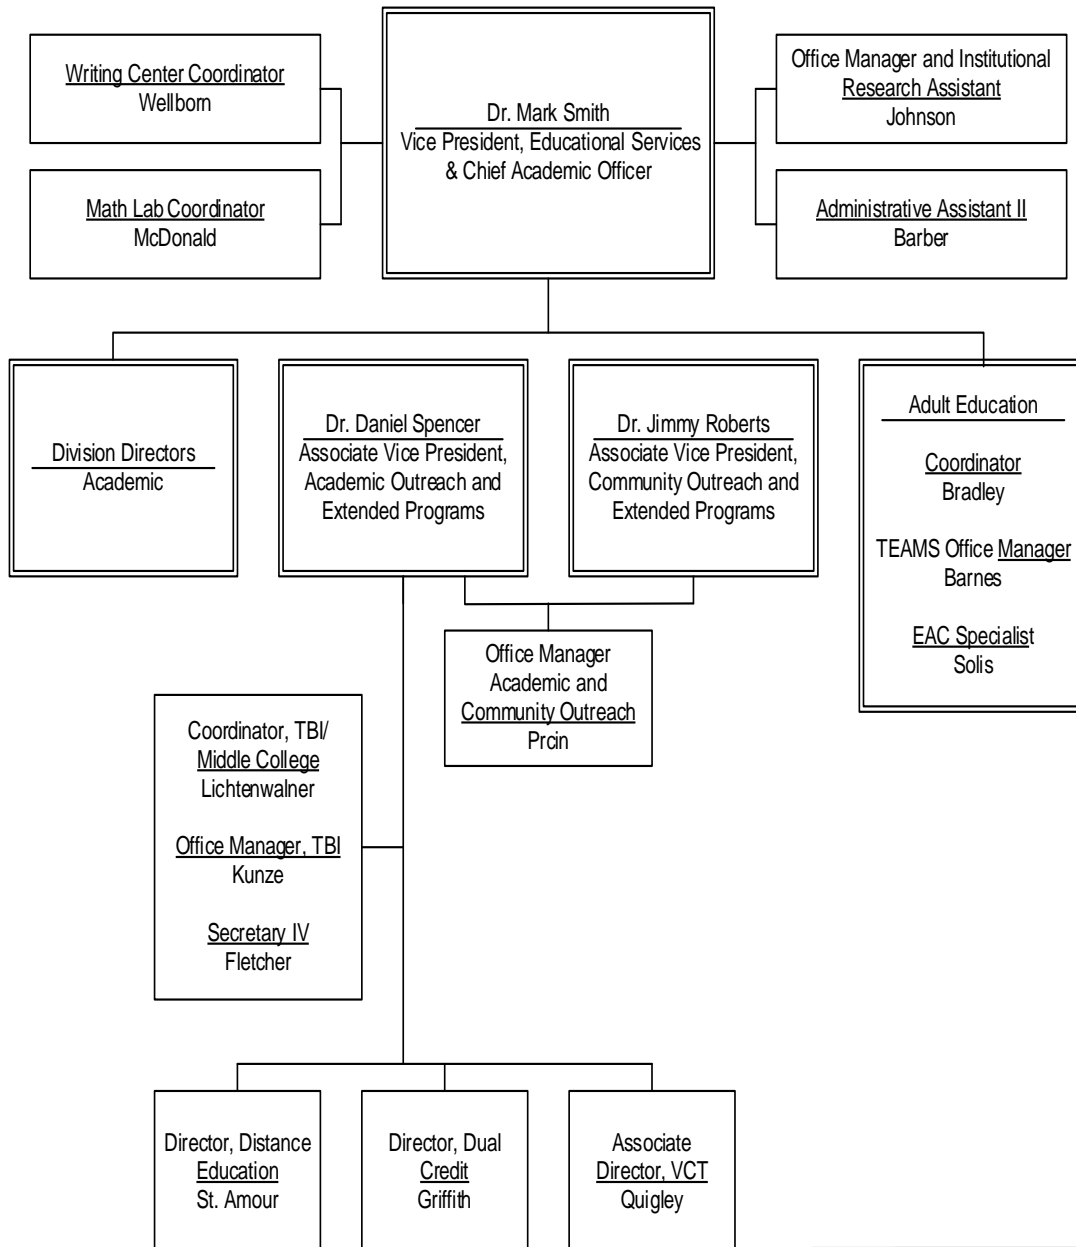 Writing Center Coordinator
Wellborn
Math Lab Coordinator
McDonald
Dr. Mark Smith
Vice President, Educational Services
& Chief Academic Officer
Office Manager and Institutional
Research Assistant
Johnson
Administrative Assistant II
Barber
Division Directors
Academic
Dr. Daniel Spencer
Associate Vice President,
Academic Outreach and
Extended Programs
Dr. Jimmy Roberts
Associate Vice President,
Community Outreach and
Extended Programs
Adult Education
Coordinator
Bradley
TEAMS Office Manager
Barnes
EAC Specialist
Solis
Office Manager
Academic and
Community Outreach
Prcin
Coordinator, TBI/
Middle College
Lichtenwalner
Office Manager, TBI
Kunze
Secretary IV
Fletcher
Director, Distance
Education
St. Amour
Director, Dual
Credit
Griffith
Associate
Director, VCT
Quigley